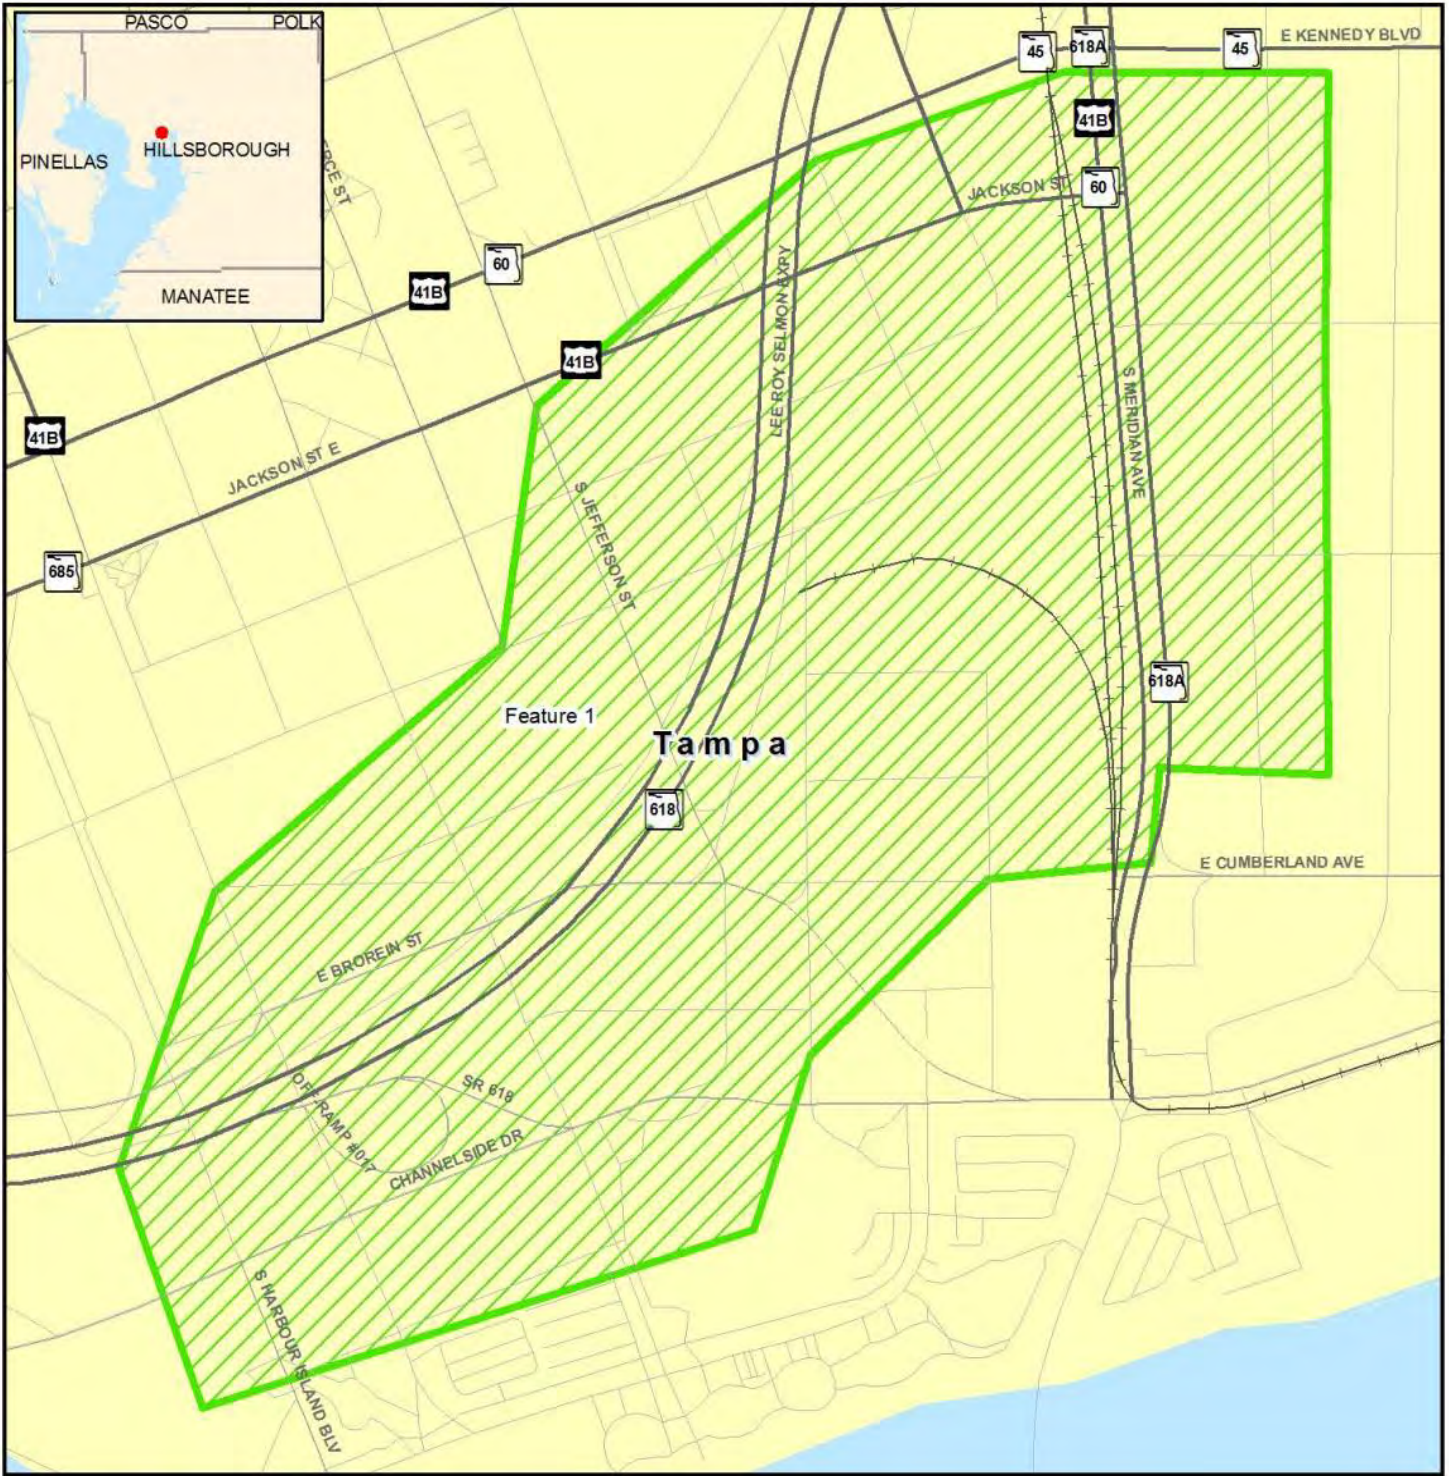 PASCO
POLK
PINELLAS
HILLSBOROUGH
MANATEE
45
618A
45
E KENNEDY BLVD
41B
JACKSON ST
60
60
41B
41B
41B
JACKSON ST E
685
LEE ROY SELMON EXPY
S MERIDIAN AVE
S JEFFERSON ST
618A
Feature 1
Tampa
618
E CUMBERLAND AVE
E BROREIN ST
OFF-RAMP #017
SR 618
CHANNELSIDE DR
S HARBOUR ISLAND BLV